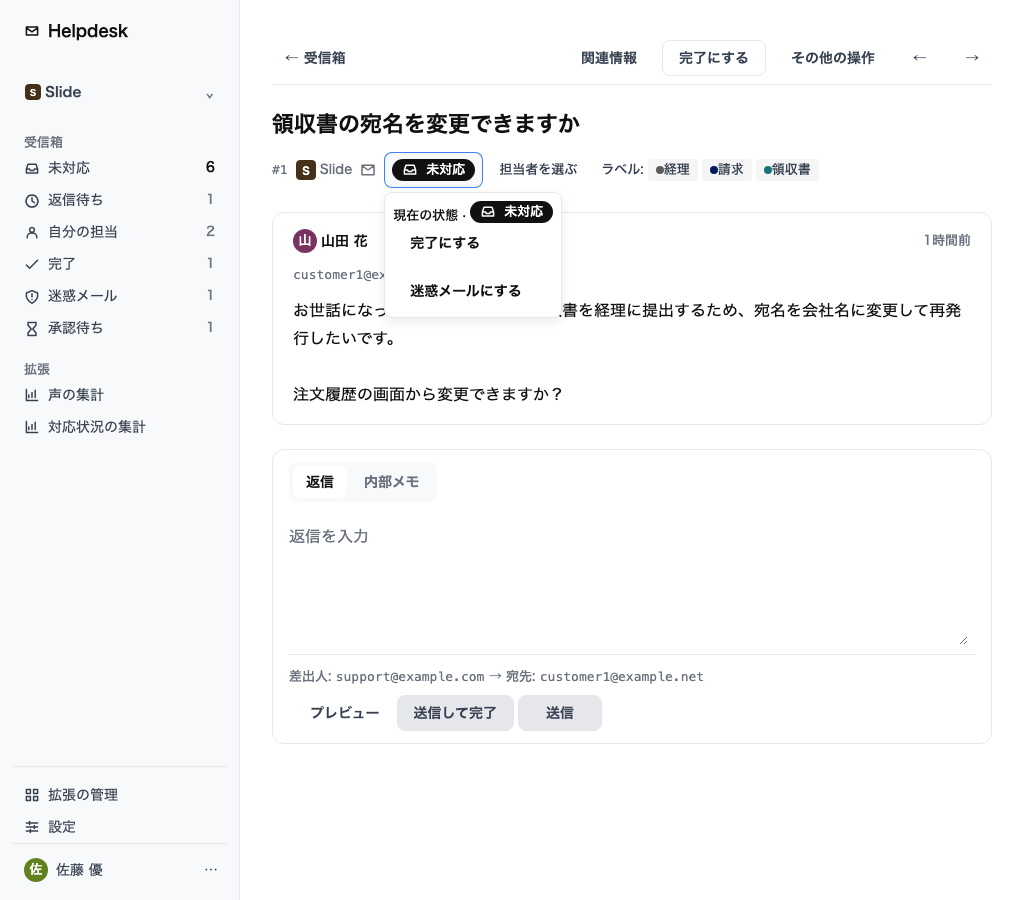 Helpdesk
S Slide
受信箱
未対応 6
返信待ち 1
自分の担当 2
完了 1
迷惑メール 1
承認待ち 1
拡張
声の集計
対応状況の集計
拡張の管理
設定
佐 佐藤 優 ...
← 受信箱 関連情報 完了にする その他の操作 ← →
領収書の宛名を変更できますか
#1 S Slide 未対応 担当者を選ぶ ラベル: 経理 請求 領収書
現在の状態 · 未対応
完了にする
迷惑メールにする
山 山田 花 1時間前
customer1@ex
お世話になっ 書を経理に提出するため、宛名を会社名に変更して再発
行したいです。
注文履歴の画面から変更できますか？
返信 内部メモ
返信を入力
差出人: support@example.com → 宛先: customer1@example.net
プレビュー 送信して完了 送信